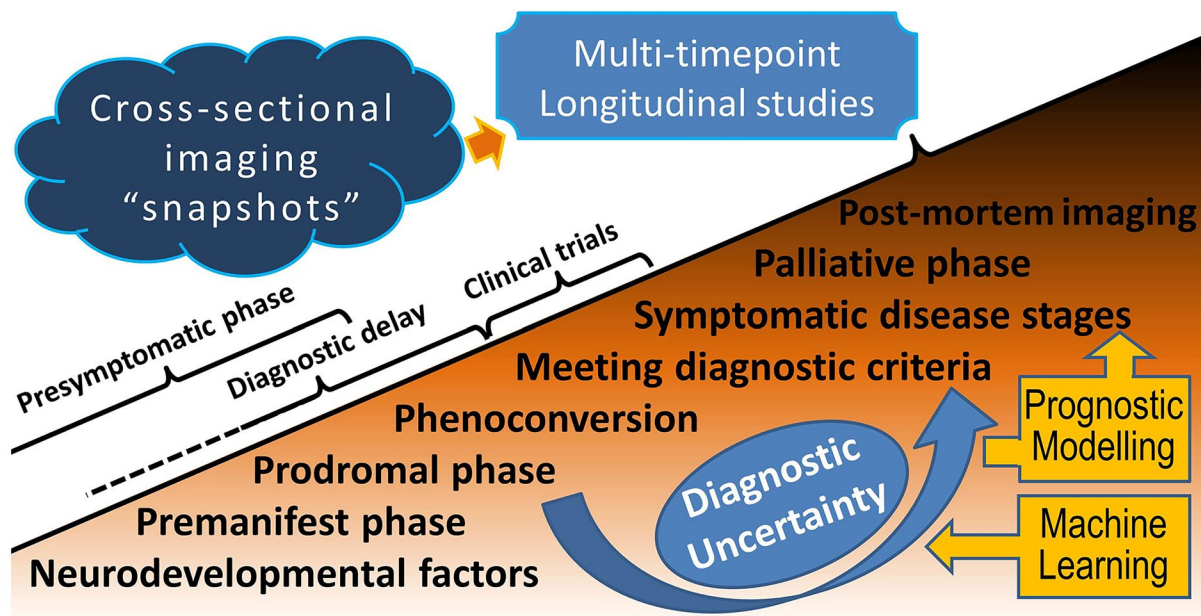 Cross-sectional
imaging
“snapshots”
Multi-timepoint
Longitudinal studies
Presymptomatic phase
Diagnostic delay
Clinical trials
Post-mortem imaging
Palliative phase
Symptomatic disease stages
Meeting diagnostic criteria
Phenoconversion
Prodromal phase
Premanifest phase
Neurodevelopmental factors
Diagnostic
Uncertainty
Prognostic
Modelling
Machine
Learning